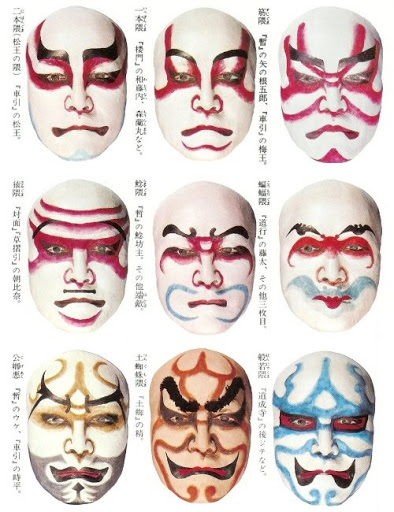 筋隈 『暫』の矢の根五郎、『車引』の梅王。
一本隈 『楼門』の和藤内、森蘭丸など。
二本隈（松王の隈）『車引』の松王。
蝙蝠隈 『道行』の藤太、その他三枚目。
鯰隈 『暫』の鯰坊主、その他端敵
猿隈 『対面』『草摺引』の朝比奈。
般若隈 『道成寺』の後ジテなど。
土蜘蛛隈 『土蜘』の精。
公家悪 『暫』のウケ、『車引』の時平。